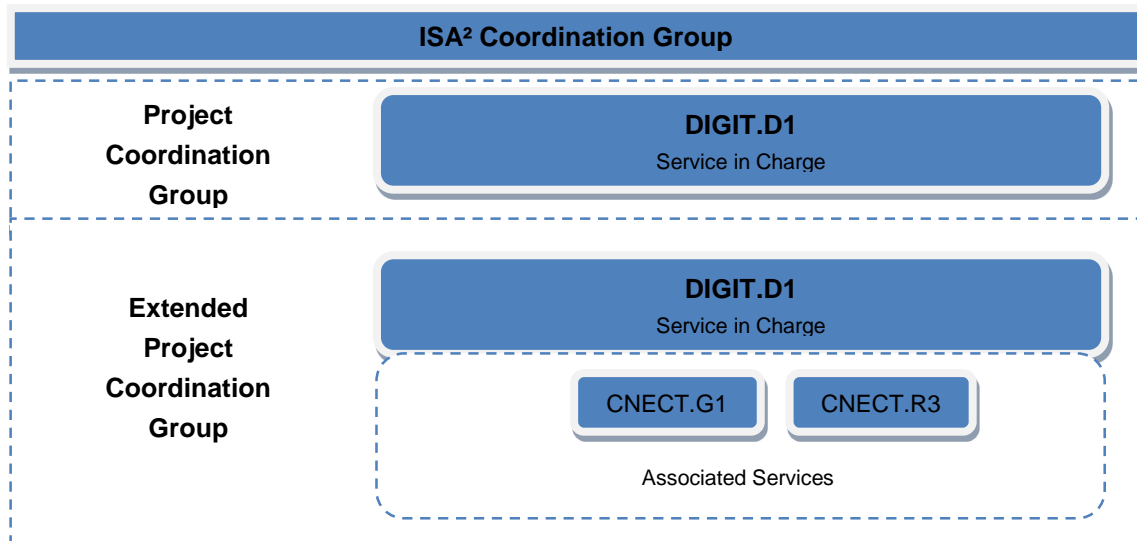 ISA² Coordination Group
Project
Coordination
Group
DIGIT.D1
Service in Charge
Extended
Project
Coordination
Group
DIGIT.D1
Service in Charge
CNECT.G1
CNECT.R3
Associated Services